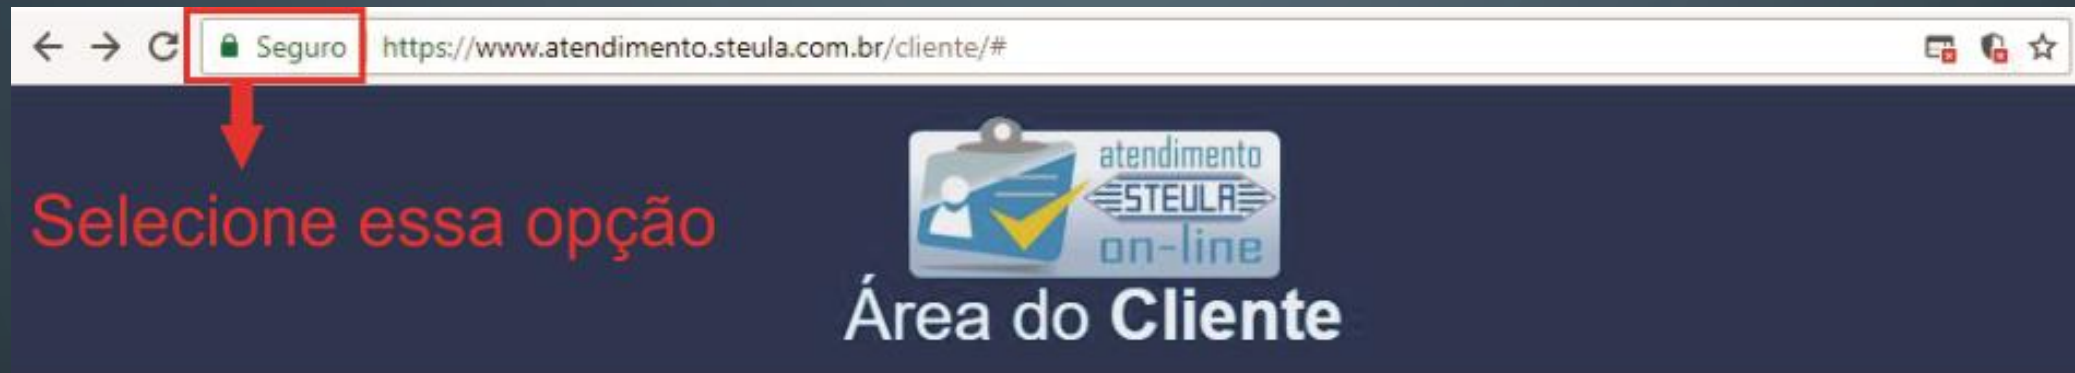 Seguro https://www.atendimento.steula.com.br/cliente/#
Selecione essa opção
atendimento
STEULA
on-line
Área do Cliente